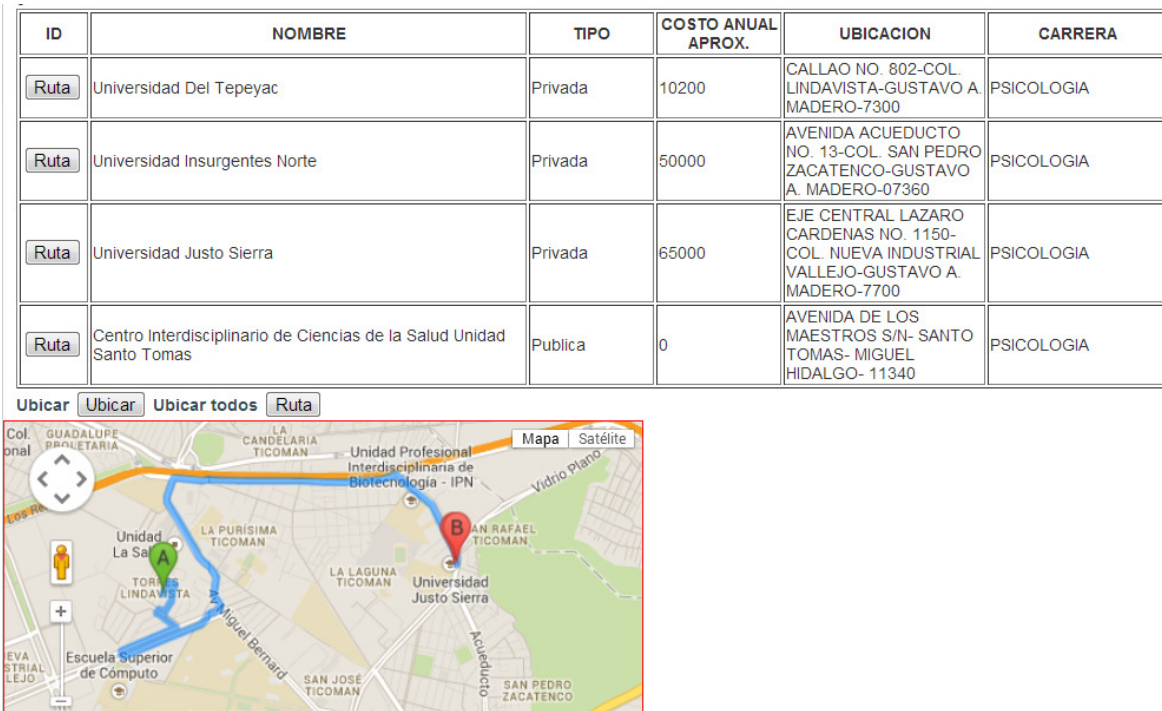 ID NOMBRE TIPO COSTO ANUAL APROX. UBICACION CARRERA
Ruta Universidad Del Tepeyac Privada 10200 CALLAO NO. 802-COL. LINDAVISTA-GUSTAVO A. MADERO-7300 PSICOLOGIA
Ruta Universidad Insurgentes Norte Privada 50000 AVENIDA ACUEDUCTO NO. 13-COL. SAN PEDRO ZACATENCO-GUSTAVO A. MADERO-07360 PSICOLOGIA
Ruta Universidad Justo Sierra Privada 65000 EJE CENTRAL LAZARO CARDENAS NO. 1150-COL. NUEVA INDUSTRIAL VALLEJO-GUSTAVO A. MADERO-7700 PSICOLOGIA
Ruta Centro Interdisciplinario de Ciencias de la Salud Unidad Santo Tomas Publica 0 AVENIDA DE LOS MAESTROS S/N- SANTO TOMAS- MIGUEL HIDALGO- 11340 PSICOLOGIA
Ubicar Ubicar Ubicar todos Ruta
Mapa Satélite
Col. GUADALUPE
PROLETARIA
LA
CANDELARIA
TICOMAN
Unidad Profesional
Interdisciplinaria de
Biotecnología - IPN
Vidrio Plano
LA PURÍSIMA
TICOMAN
Unidad
La
A
B
RAFAEL
TICOMAN
TORRES
LINDAVISTA
LA LAGUNA
TICOMAN
Universidad
Justo Sierra
Av Miguel Bernard
Acueducto
Escuela Superior
de Cómputo
SAN JOSÉ
TICOMAN
SAN PEDRO
ZACATENCO